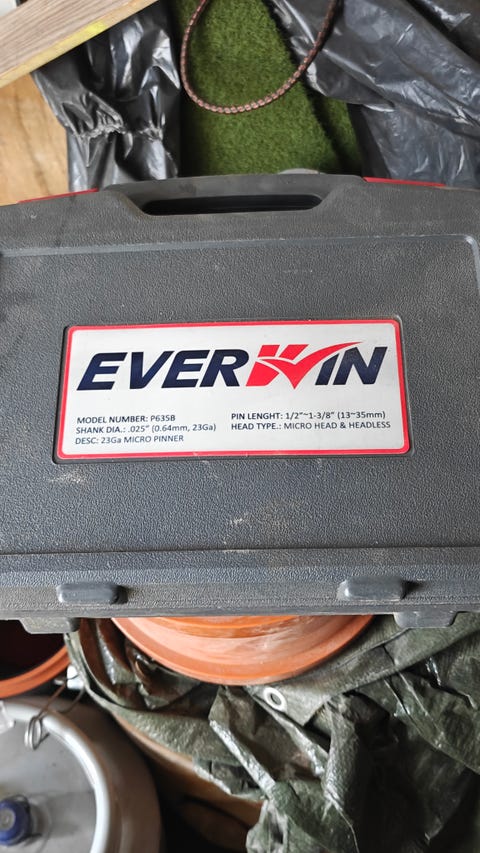 EVERWIN
MODEL NUMBER: P635B
SHANK DIA.: .025" (0.64mm, 23Ga)
DESC: 23Ga MICRO PINNER
PIN LENGHT: 1/2"~1-3/8" (13~35mm)
HEAD TYPE.: MICRO HEAD & HEADLESS